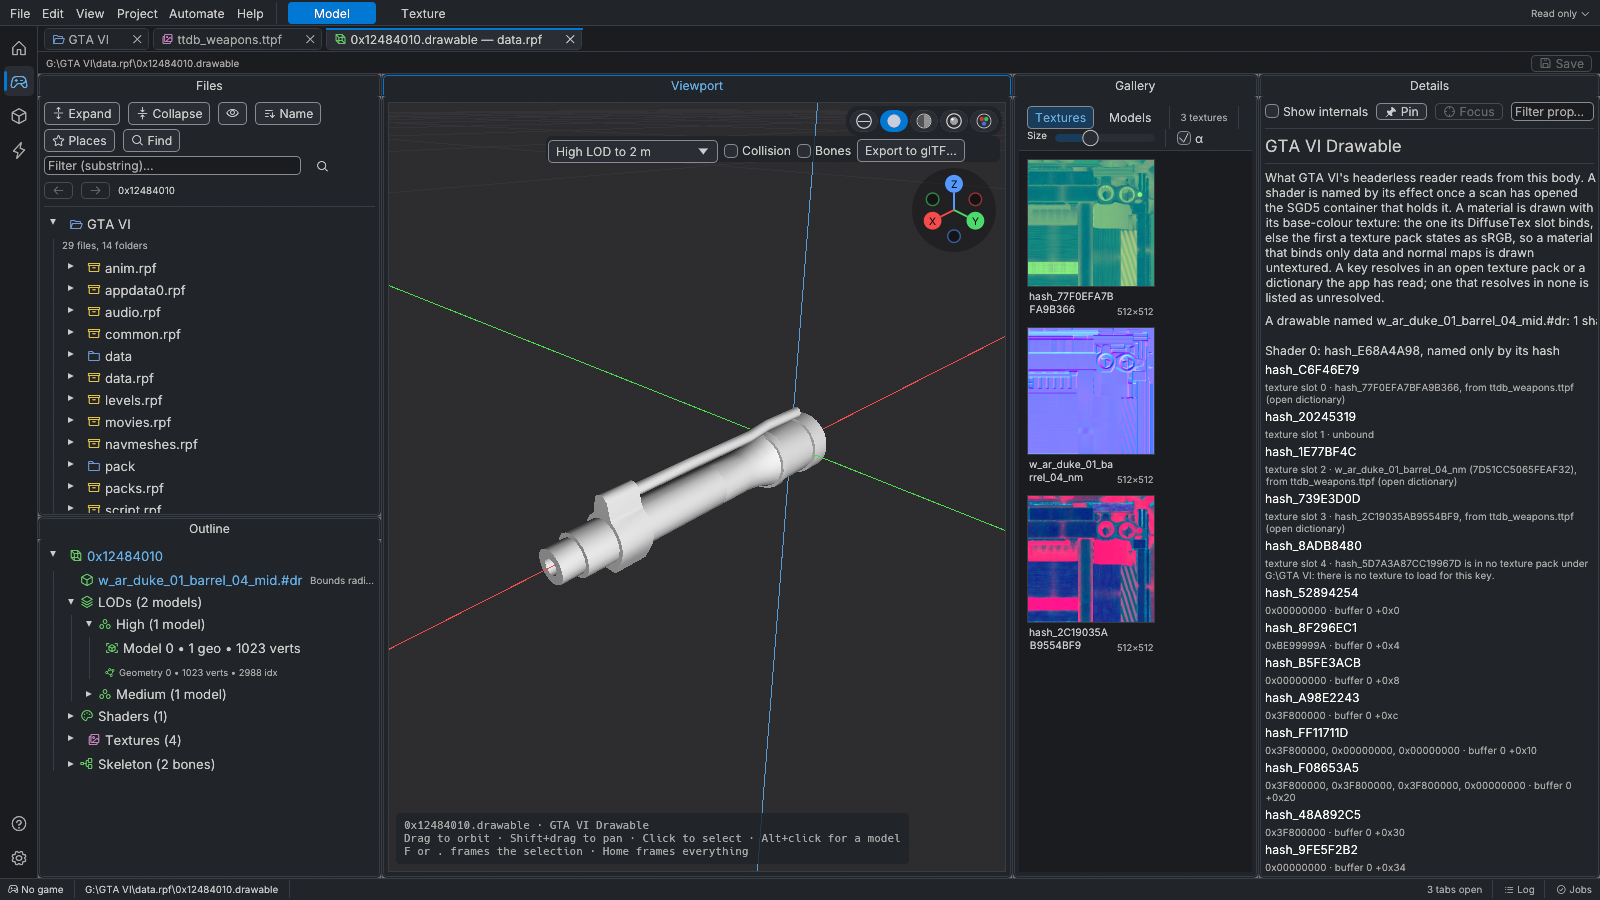 File Edit View Project Automate Help Model Texture Read only
GTA VI ttdb_weapons.ttpf 0x12484010.drawable — data.rpf
G:\GTA VI\data.rpf\0x12484010.drawable Save
Files
Expand Collapse Name
Places Find
Filter (substring)...
0x12484010
GTA VI
29 files, 14 folders
anim.rpf
appdata0.rpf
audio.rpf
common.rpf
data
data.rpf
levels.rpf
movies.rpf
navmeshes.rpf
pack
packs.rpf
script.rpf
Outline
0x12484010
w_ar_duke_01_barrel_04_mid.#dr Bounds radi...
LODs (2 models)
High (1 model)
Model 0 • 1 geo • 1023 verts
Geometry 0 • 1023 verts • 2988 idx
Medium (1 model)
Shaders (1)
Textures (4)
Skeleton (2 bones)
Viewport
High LOD to 2 m Collision Bones Export to glTF...
Z
X
Y
0x12484010.drawable · GTA VI Drawable
Drag to orbit · Shift+drag to pan · Click to select · Alt+click for a model
F or . frames the selection · Home frames everything
Gallery
Textures Models 3 textures
Size α
hash_77F0EFA7B
FA9B366 512×512
w_ar_duke_01_ba
rrel_04_nm 512×512
hash_2C19035A
B9554BF9 512×512
Details
Show internals Pin Focus Filter prop...
GTA VI Drawable
What GTA VI's headerless reader reads from this body. A
shader is named by its effect once a scan has opened
the SGD5 container that holds it. A material is drawn with
its base-colour texture: the one its DiffuseTex slot binds,
else the first a texture pack states as sRGB, so a material
that binds only data and normal maps is drawn
untextured. A key resolves in an open texture pack or a
dictionary the app has read; one that resolves in none is
listed as unresolved.
A drawable named w_ar_duke_01_barrel_04_mid.#dr: 1 sha
Shader 0: hash_E68A4A98, named only by its hash
hash_C6F46E79
texture slot 0 · hash_77F0EFA7BFA9B366, from ttdb_weapons.ttpf
(open dictionary)
hash_20245319
texture slot 1 · unbound
hash_1E77BF4C
texture slot 2 · w_ar_duke_01_barrel_04_nm (7D51CC5065FEAF32),
from ttdb_weapons.ttpf (open dictionary)
hash_739E3D0D
texture slot 3 · hash_2C19035AB9554BF9, from ttdb_weapons.ttpf
(open dictionary)
hash_8ADB8480
texture slot 4 · hash_5D7A3A87CC19967D is in no texture pack under
G:\GTA VI: there is no texture to load for this key.
hash_52894254
0x00000000 · buffer 0 +0x0
hash_8F296EC1
0xBE99999A · buffer 0 +0x4
hash_B5FE3ACB
0x00000000 · buffer 0 +0x8
hash_A98E2243
0x3F800000 · buffer 0 +0xc
hash_FF11711D
0x3F800000, 0x00000000, 0x00000000 · buffer 0 +0x10
hash_F08653A5
0x3F800000, 0x3F800000, 0x3F800000, 0x00000000 · buffer 0
+0x20
hash_48A892C5
0x3F800000 · buffer 0 +0x30
hash_9FE5F2B2
0x00000000 · buffer 0 +0x34
No game G:\GTA VI\data.rpf\0x12484010.drawable 3 tabs open Log Jobs